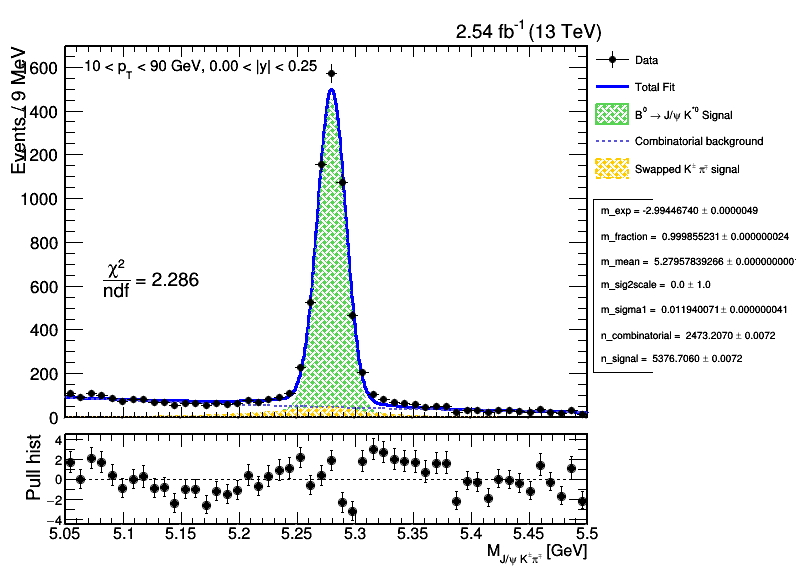 2.54 fb⁻¹ (13 TeV)
Events / 9 MeV
10 < p_T < 90 GeV, 0.00 < |y| < 0.25
1600
1400
1200
1000
800
600
400
200
0
χ²
ndf = 2.286
Data
Total Fit
B⁰ → J/ψ K*⁰ Signal
Combinatorial background
Swapped K± π∓ signal
m_exp = -2.99446740 ± 0.0000049
m_fraction = 0.999855231 ± 0.000000024
m_mean = 5.27957839266 ± 0.000000000
m_sig2scale = 0.0 ± 1.0
m_sigma1 = 0.011940071 ± 0.000000041
n_combinatorial = 2473.2070 ± 0.0072
n_signal = 5376.7060 ± 0.0072
Pull hist
4
2
0
−2
−4
5.05 5.1 5.15 5.2 5.25 5.3 5.35 5.4 5.45 5.5
M_J/ψ K±π∓ [GeV]